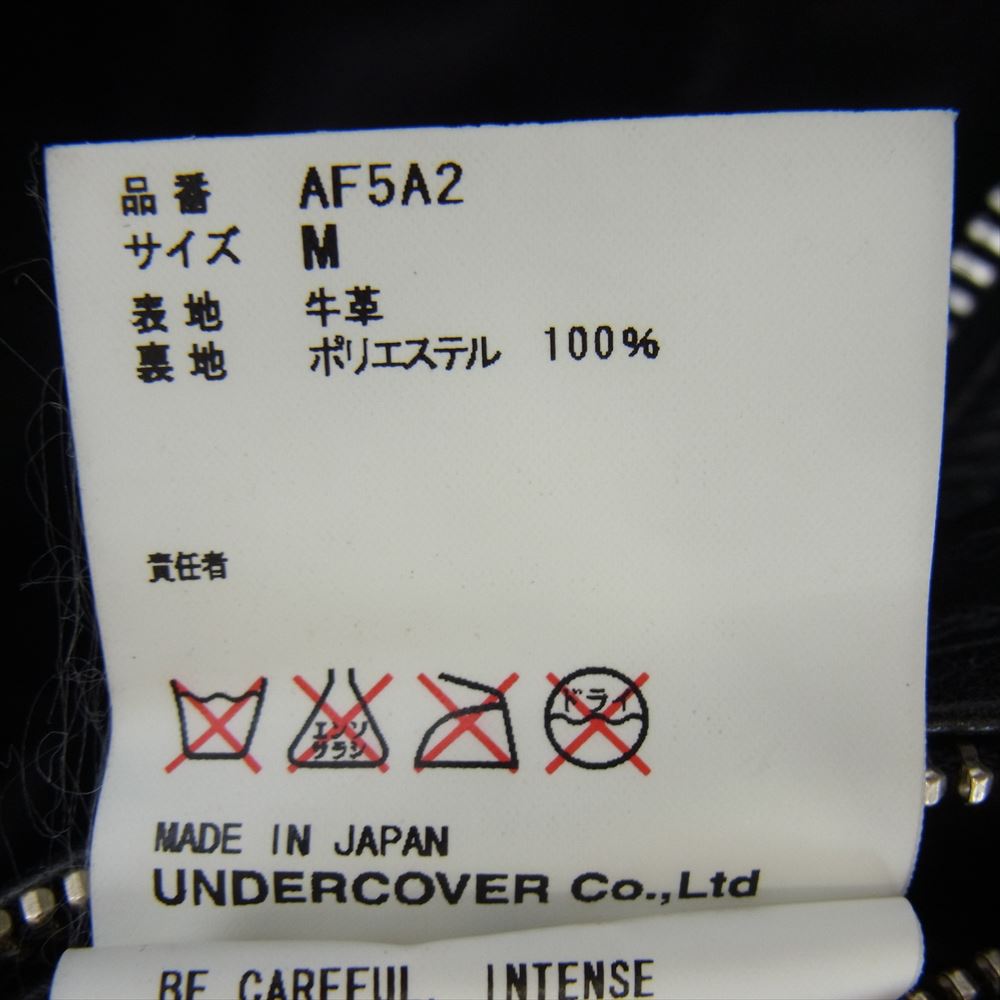 品番 AF5A2
サイズ M
表地 牛革
裏地 ポリエステル 100%
責任者
エンソ ドライ
サラシ
MADE IN JAPAN
UNDERCOVER Co.,Ltd
BE CAREFUL. INTENSE